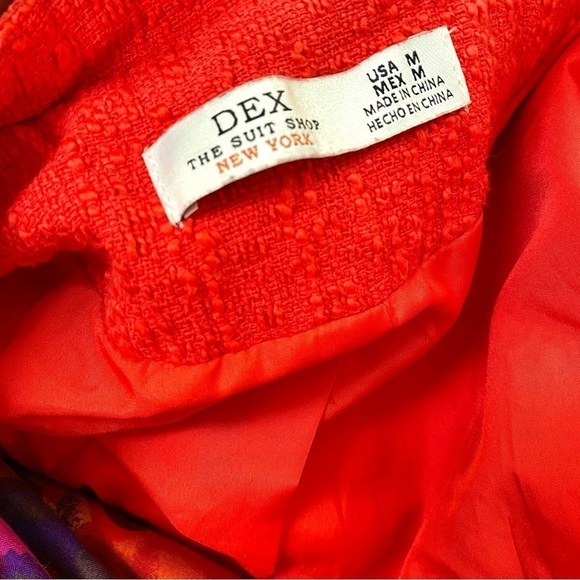 DEX
THE SUIT SHOP
NEW YORK
USA M
MEX M
MADE IN CHINA
HECHO EN CHINA